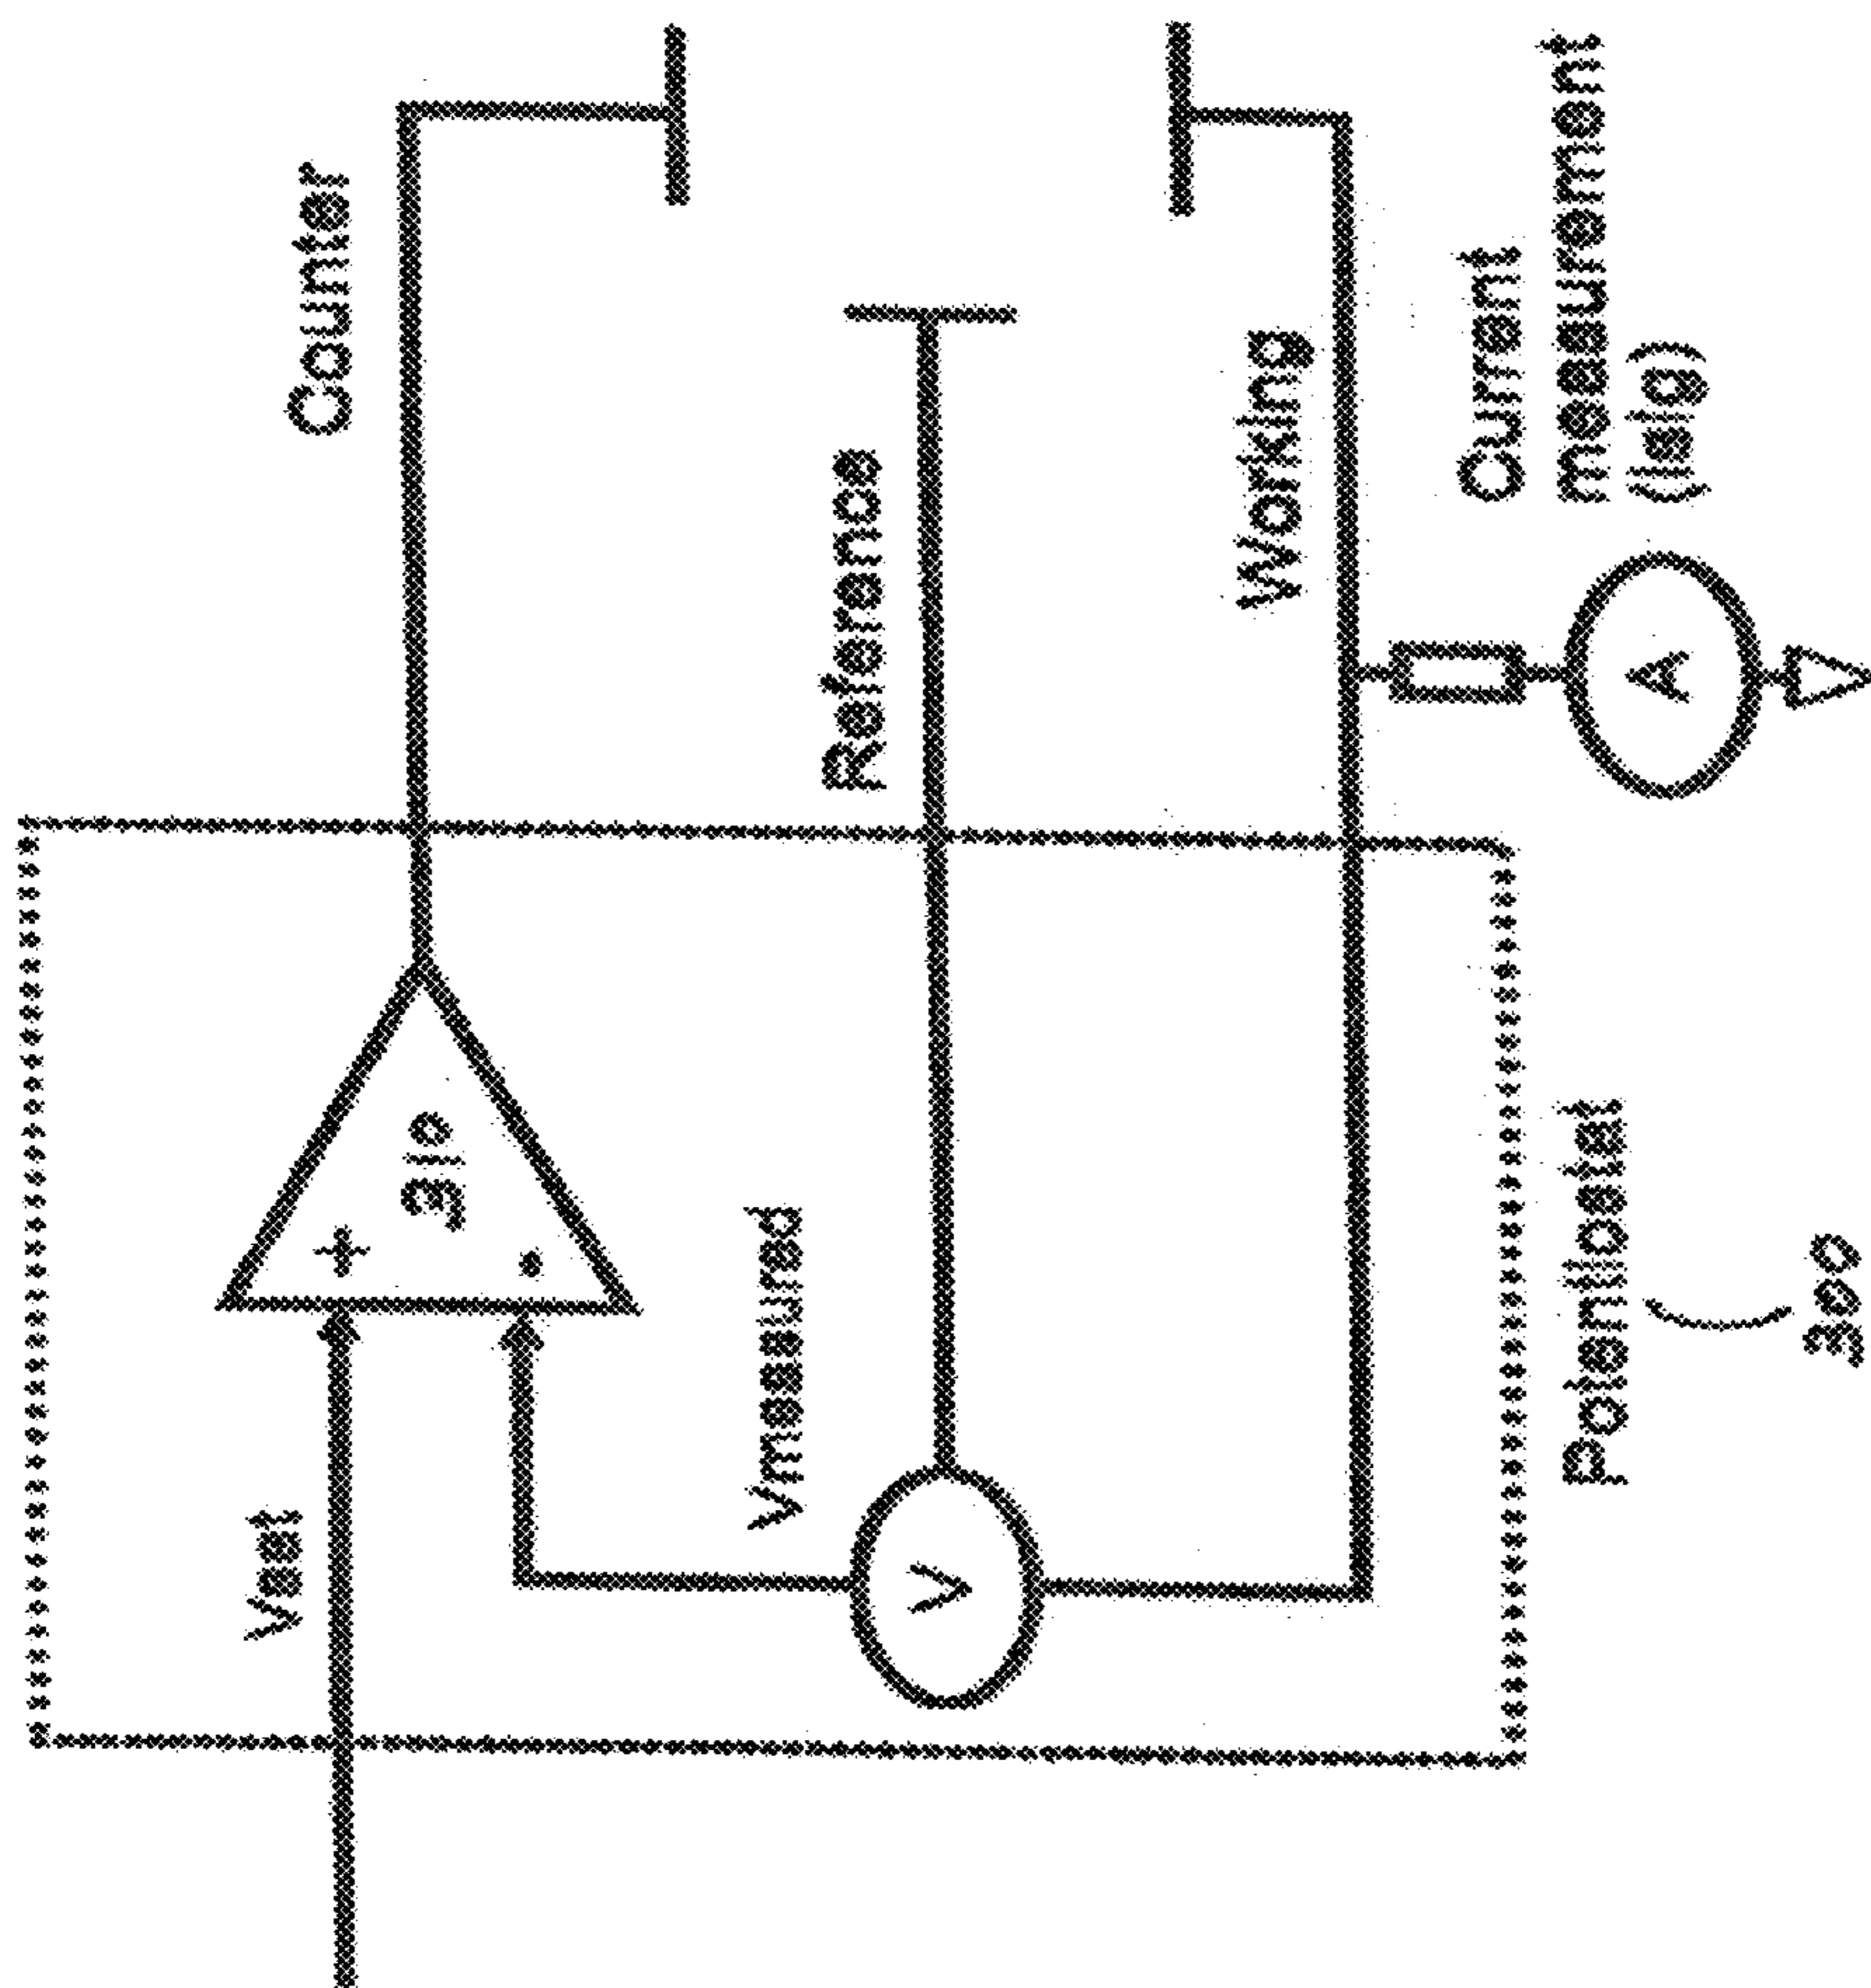 Counter
Vset
+
310
-
Vmeasured
Reference
V
Working
Current
measurement
(Isig)
A
Potentiostat
300